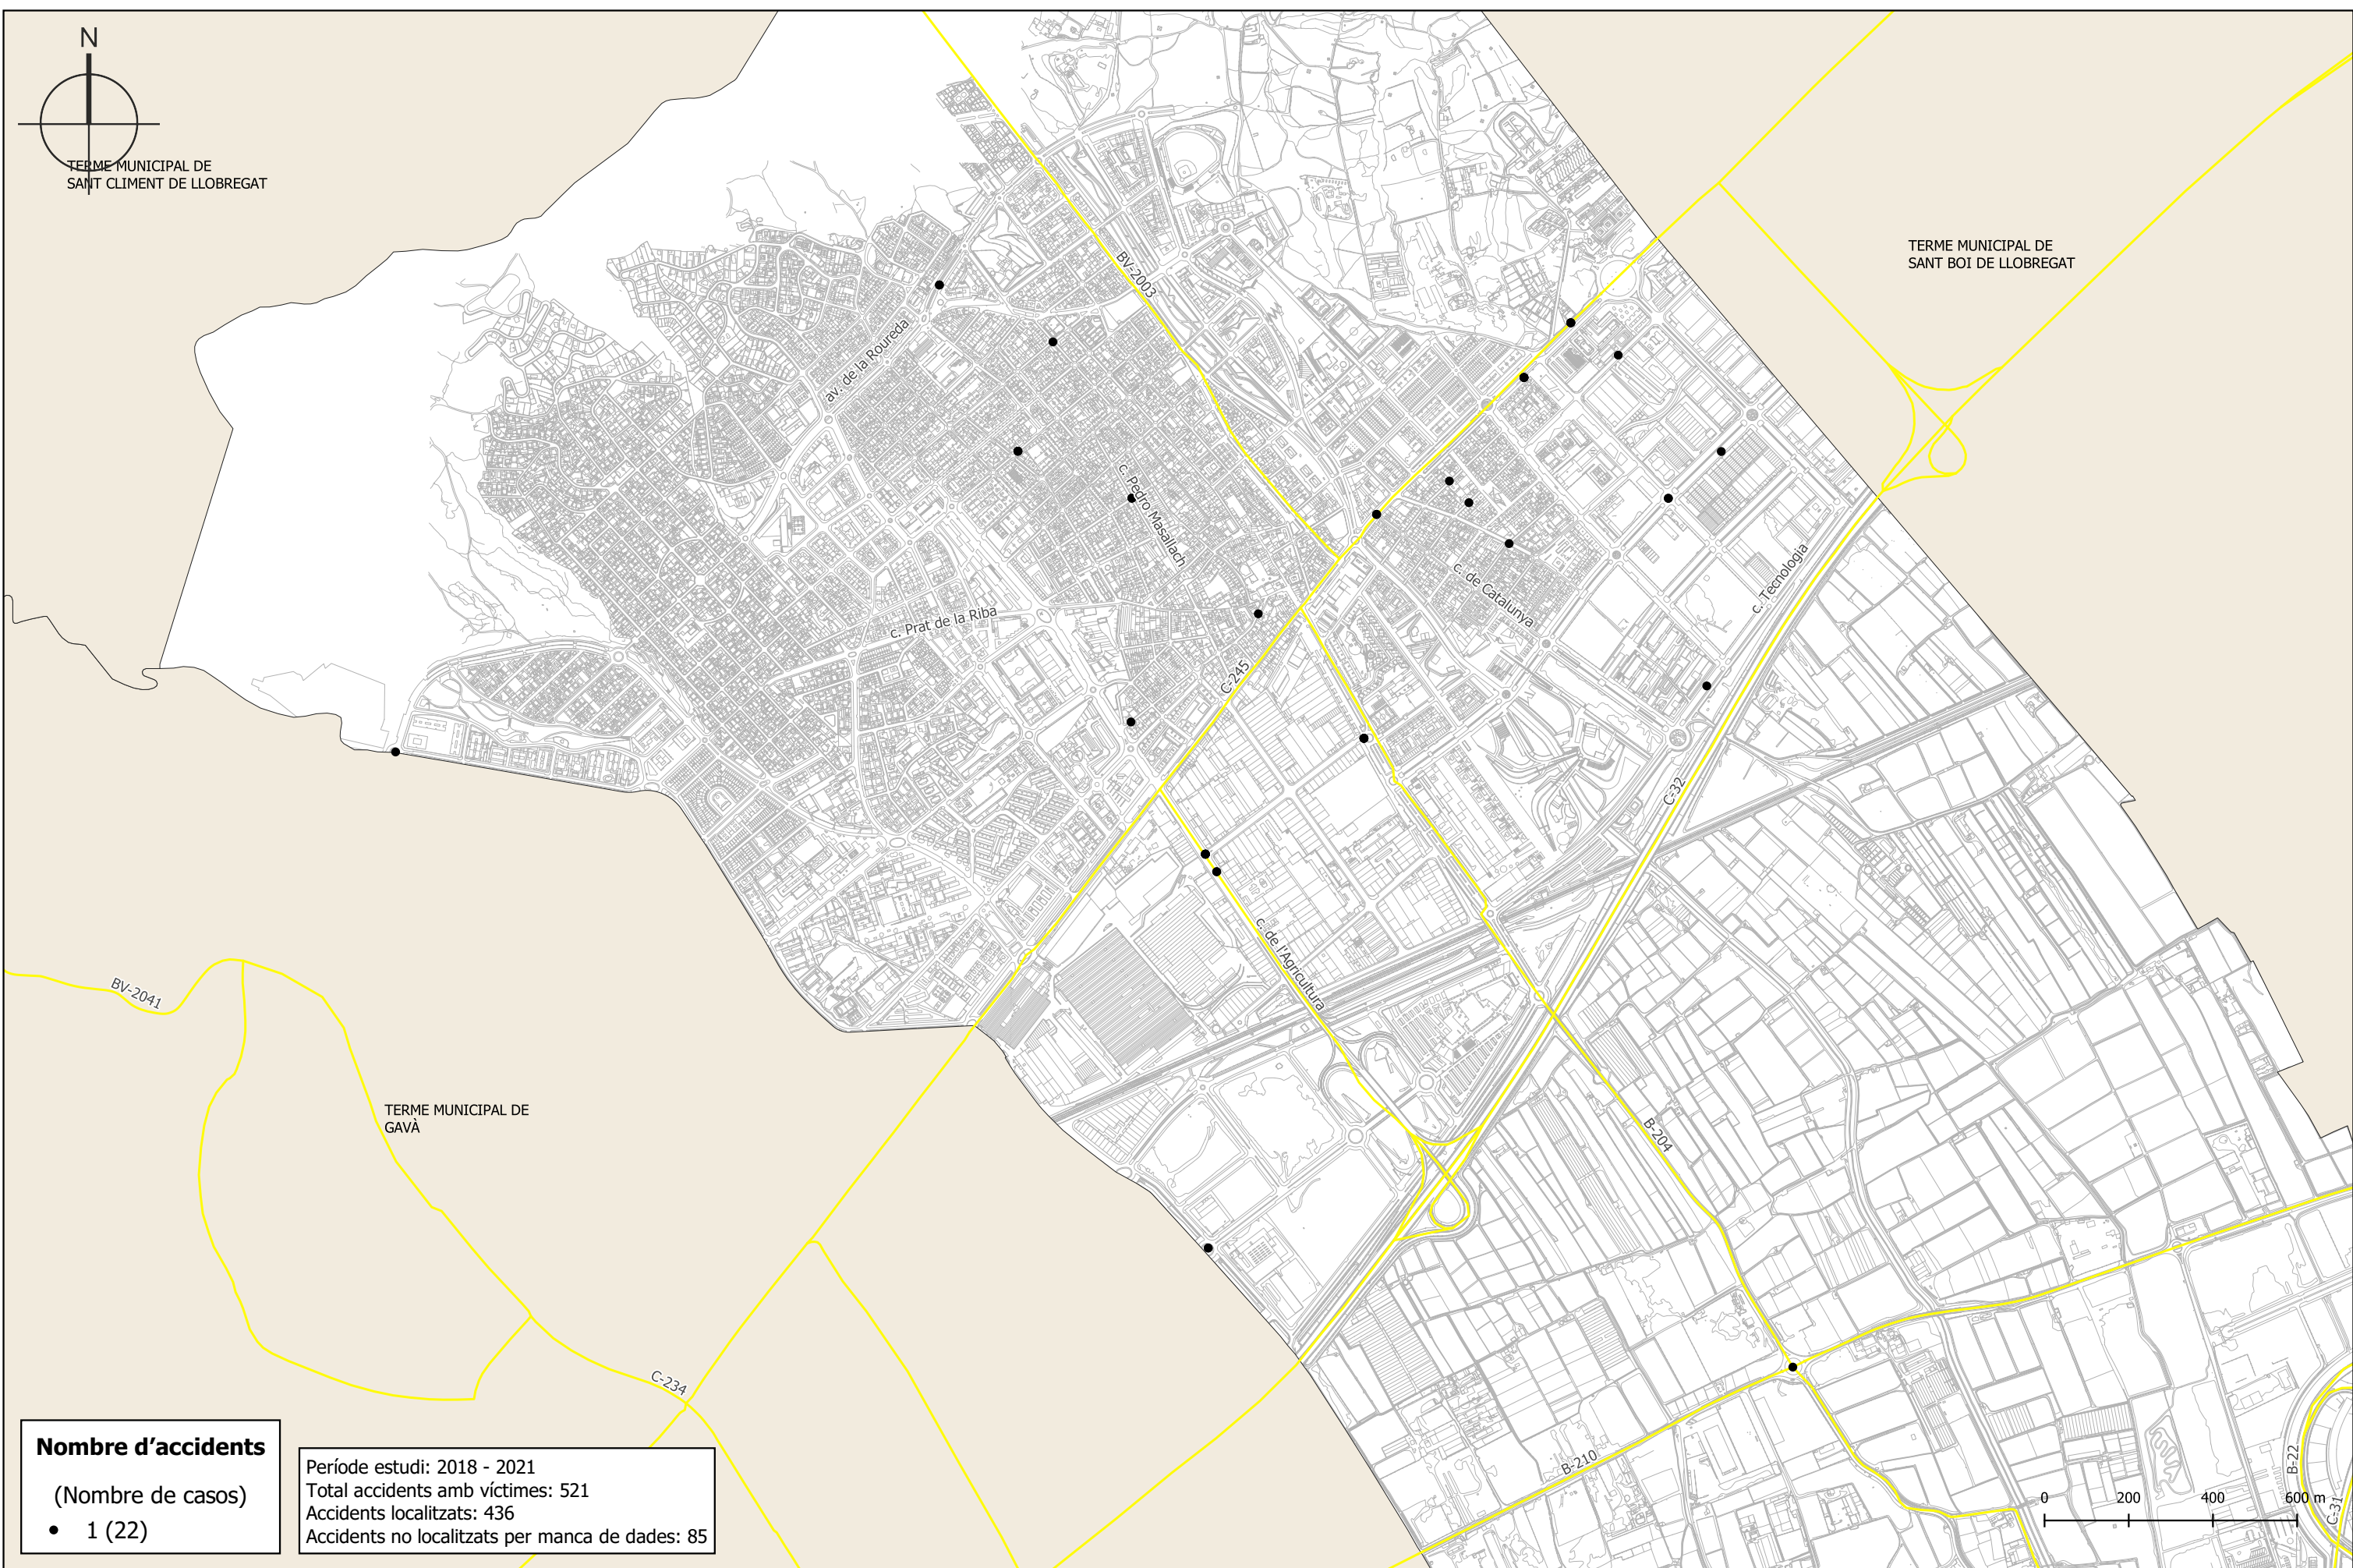 N
TERME MUNICIPAL DE
SANT CLIMENT DE LLOBREGAT
TERME MUNICIPAL DE
SANT BOI DE LLOBREGAT
BV-2003
av. de la Roureda
c. Pedro Masallach
c. Tecnologia
c. de Catalunya
c. Prat de la Riba
C-245
C-32
c. de l'Agricultura
BV-2041
TERME MUNICIPAL DE
GAVÀ
B-204
C-234
B-210
B-22
C-31
Nombre d’accidents
(Nombre de casos)
1 (22)
Període estudi: 2018 - 2021
Total accidents amb víctimes: 521
Accidents localitzats: 436
Accidents no localitzats per manca de dades: 85
0 200 400 600 m